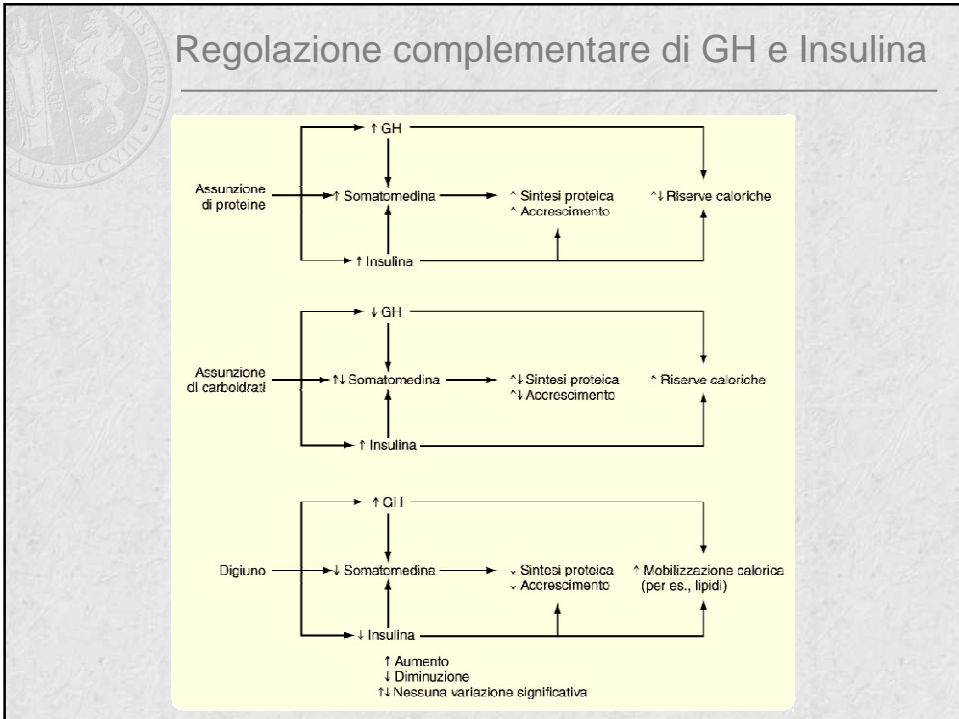 Regolazione complementare di GH e Insulina
↑ GH
Assunzione
di proteine
↑ Somatomedina
↑ Sintesi proteica
↑ Accrescimento
↑↓ Riserve caloriche
↑ Insulina
↓ GH
Assunzione
di carboidrati
↑↓ Somatomedina
↑↓ Sintesi proteica
↑↓ Accrescimento
↑ Riserve caloriche
↑ Insulina
↑ GH
Digiuno
↓ Somatomedina
↓ Sintesi proteica
↓ Accrescimento
↑ Mobilizzazione calorica
(per es., lipidi)
↓ Insulina
↑ Aumento
↓ Diminuzione
↑↓ Nessuna variazione significativa
A.D. MCCCVIII